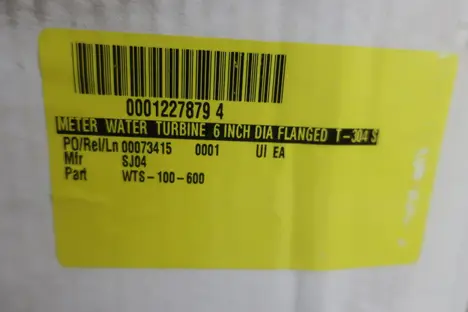 0001227879 4
METER WATER TURBINE 6 INCH DIA FLANGED T-304 S
PO/Rel/Ln 00073415 0001 UI EA
Mfr SJ04
Part WTS-100-600